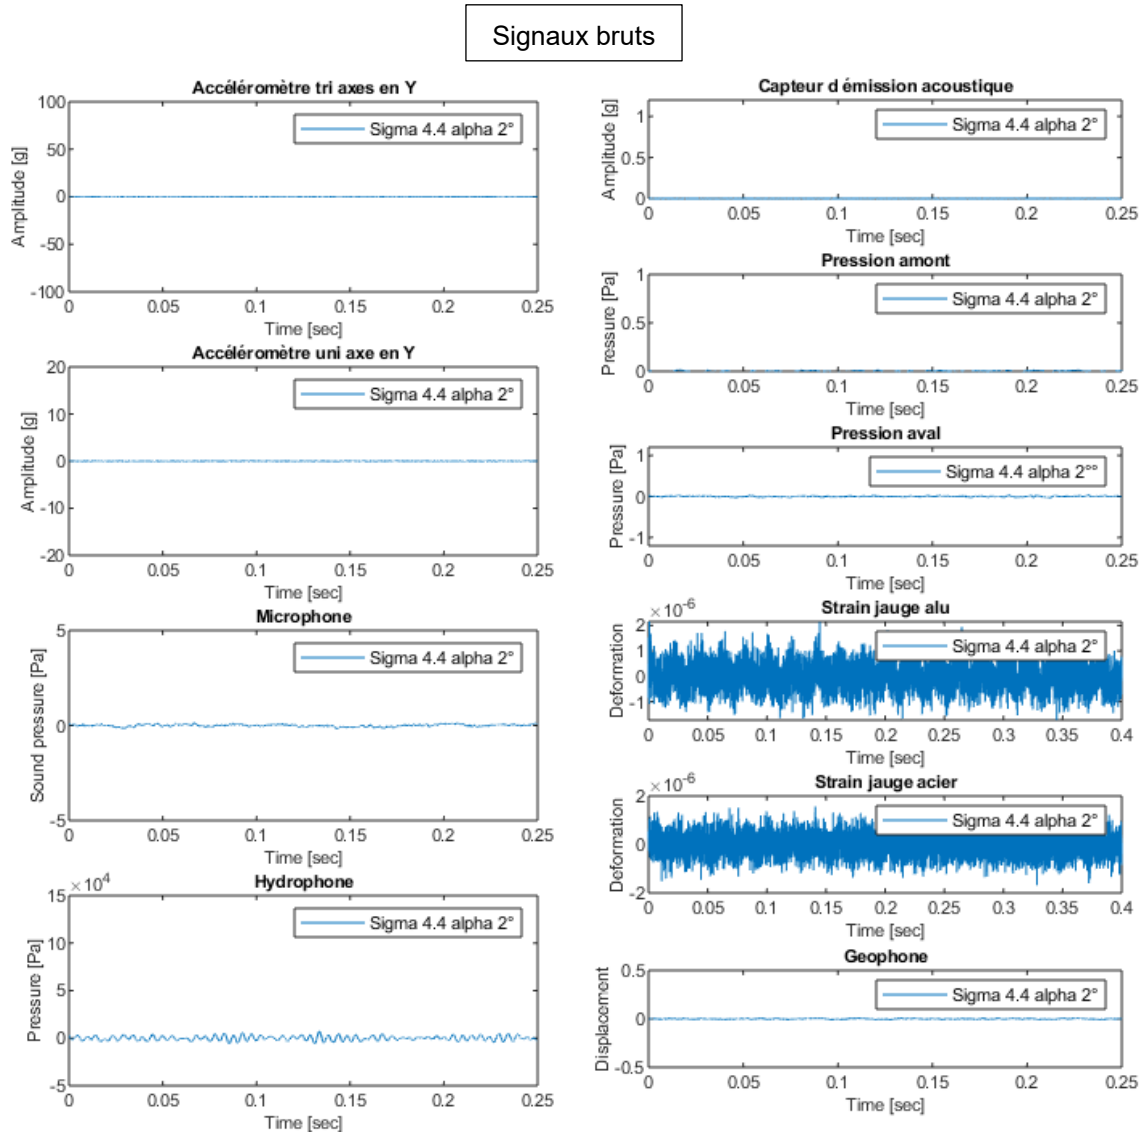 Signaux bruts
Accéléromètre tri axes en Y
100
50
0
-50
-100
Amplitude [g]
Sigma 4.4 alpha 2°
0 0.05 0.1 0.15 0.2 0.25
Time [sec]
Accéléromètre uni axe en Y
20
10
0
-10
-20
Amplitude [g]
Sigma 4.4 alpha 2°
0 0.05 0.1 0.15 0.2 0.25
Time [sec]
Microphone
5
0
-5
Sound pressure [Pa]
Sigma 4.4 alpha 2°
0 0.05 0.1 0.15 0.2 0.25
Time [sec]
Hydrophone
×10⁴
15
10
5
0
-5
Pressure [Pa]
Sigma 4.4 alpha 2°
0 0.05 0.1 0.15 0.2 0.25
Time [sec]
Capteur d émission acoustique
1
0.5
0
Amplitude [g]
Sigma 4.4 alpha 2°
0 0.05 0.1 0.15 0.2 0.25
Time [sec]
Pression amont
1
0.5
0
Pressure [Pa]
Sigma 4.4 alpha 2°
0 0.05 0.1 0.15 0.2 0.25
Time [sec]
Pression aval
1
0
-1
Pressure [Pa]
Sigma 4.4 alpha 2°°
0 0.05 0.1 0.15 0.2 0.25
Time [sec]
Strain jauge alu
×10⁻⁶
2
1
0
-1
Deformation
Sigma 4.4 alpha 2°
0 0.05 0.1 0.15 0.2 0.25 0.3 0.35 0.4
Time [sec]
Strain jauge acier
×10⁻⁶
2
0
-2
Deformation
Sigma 4.4 alpha 2°
0 0.05 0.1 0.15 0.2 0.25 0.3 0.35 0.4
Time [sec]
Geophone
0.5
0
-0.5
Displacement
Sigma 4.4 alpha 2°
0 0.05 0.1 0.15 0.2 0.25
Time [sec]